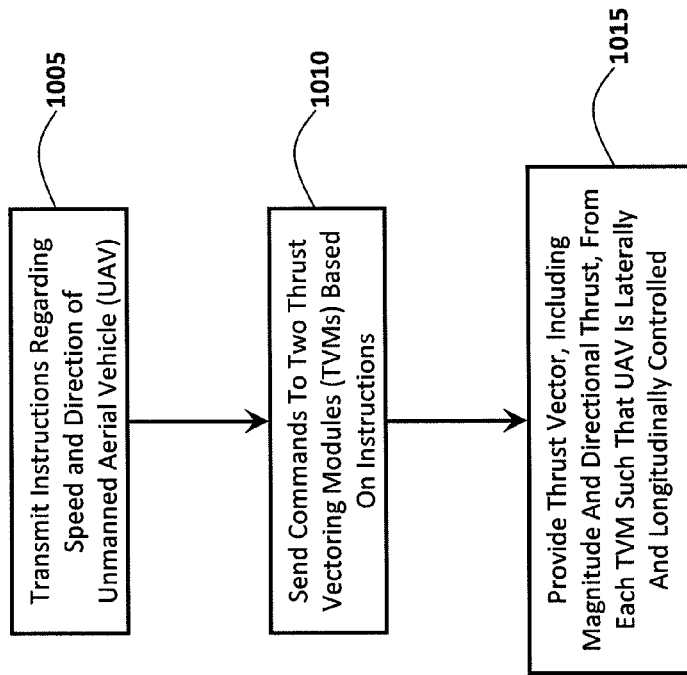 Transmit Instructions Regarding
Speed and Direction of
Unmanned Aerial Vehicle (UAV)
1005
Send Commands To Two Thrust
Vectoring Modules (TVMs) Based
On Instructions
1010
Provide Thrust Vector, Including
Magnitude And Directional Thrust, From
Each TVM Such That UAV Is Laterally
And Longitudinally Controlled
1015